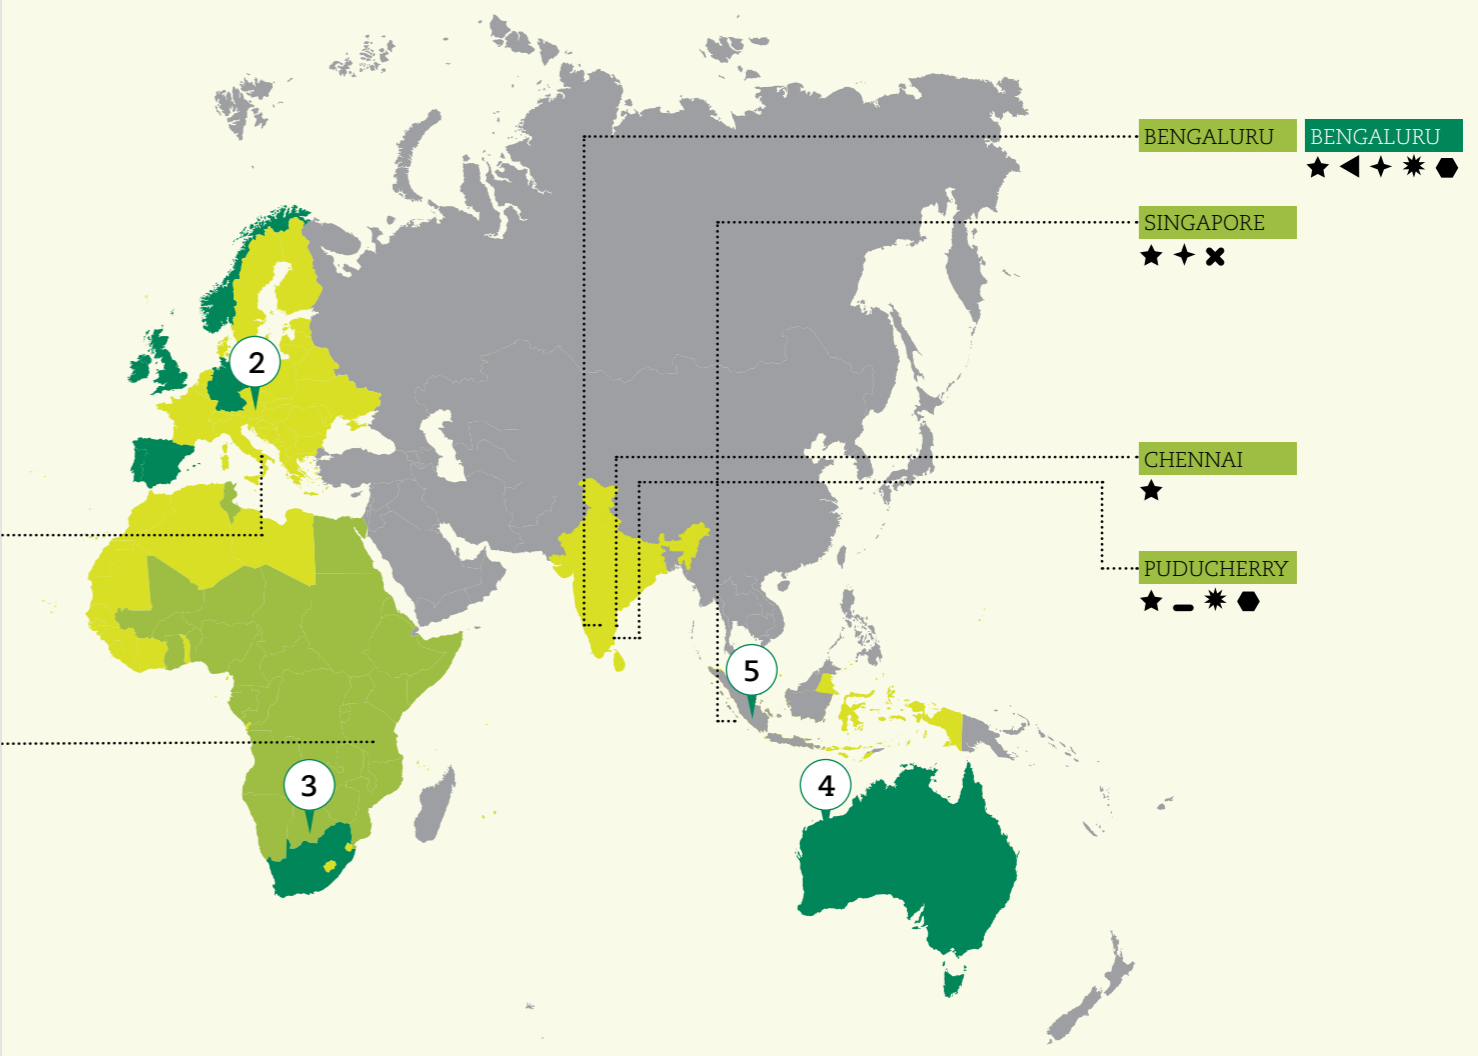 BENGALURU BENGALURU
SINGAPORE
2
CHENNAI
PUDUCHERRY
5
3
4